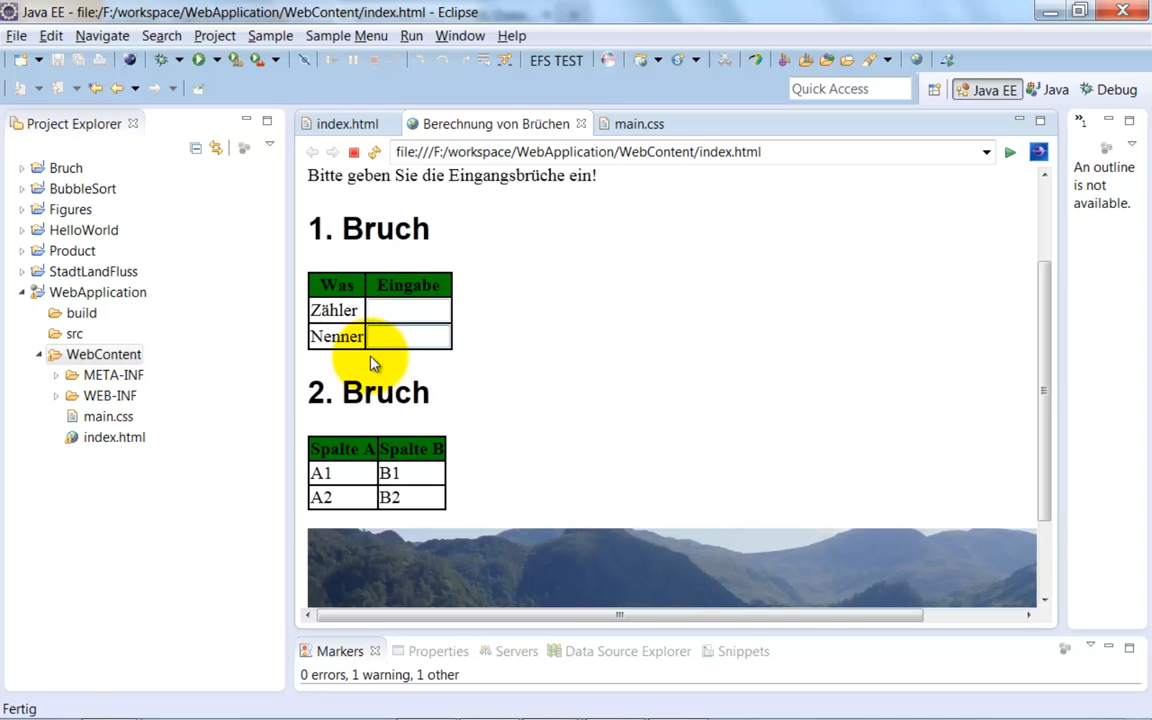 Java EE - file:/F:/workspace/WebApplication/WebContent/index.html - Eclipse
File Edit Navigate Search Project Sample Sample Menu Run Window Help
EFS TEST
Quick Access
Java EE Java Debug
Project Explorer
index.html Berechnung von Brüchen main.css
»1
file:///F:/workspace/WebApplication/WebContent/index.html
Bruch
BubbleSort
Figures
HelloWorld
Product
StadtLandFluss
WebApplication
build
src
WebContent
META-INF
WEB-INF
main.css
index.html
Bitte geben Sie die Eingangsbrüche ein!
1. Bruch
Was Eingabe
Zähler
Nenner
2. Bruch
Spalte A Spalte B
A1 B1
A2 B2
An outline
is not
available.
Markers Properties Servers Data Source Explorer Snippets
0 errors, 1 warning, 1 other
Fertig